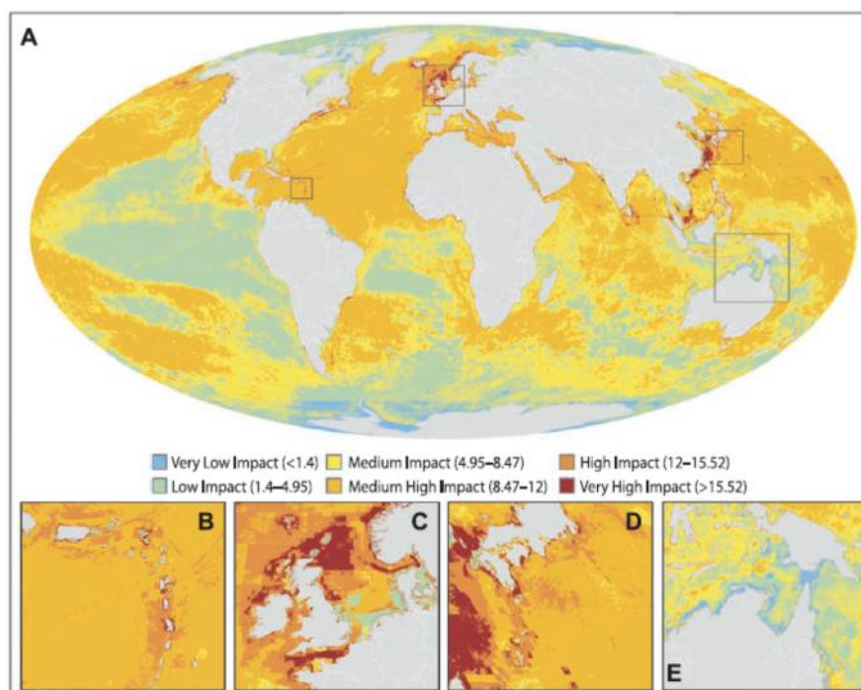 A
Very Low Impact (<1.4) Medium Impact (4.95–8.47) High Impact (12–15.52)
Low Impact (1.4–4.95) Medium High Impact (8.47–12) Very High Impact (>15.52)
B
C
D
E